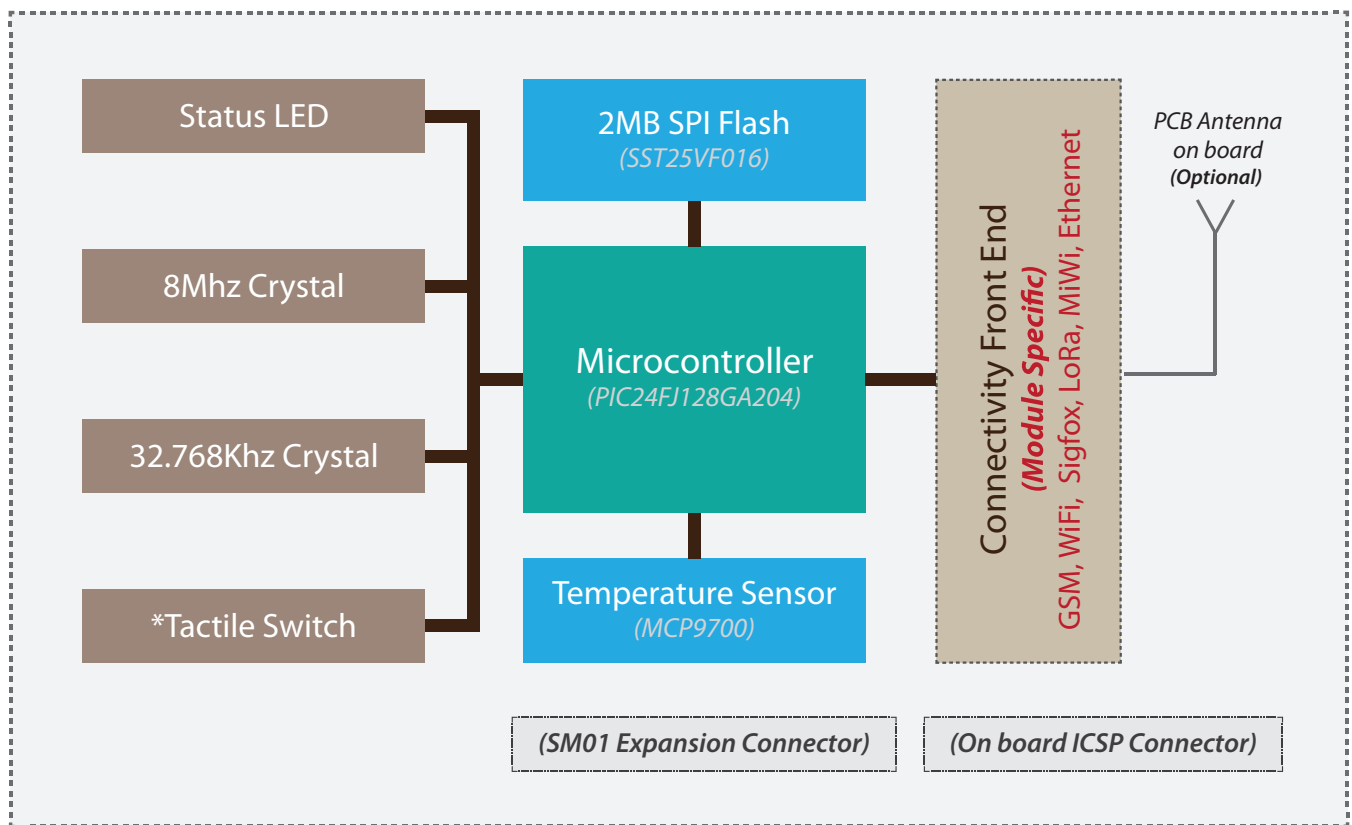 Status LED
8Mhz Crystal
32.768Khz Crystal
*Tactile Switch
2MB SPI Flash
(SST25VF016)
Microcontroller
(PIC24FJ128GA204)
Temperature Sensor
(MCP9700)
Connectivity Front End
(Module Specific)
GSM, WiFi, Sigfox, LoRa, MiWi, Ethernet
PCB Antenna
on board
(Optional)
(SM01 Expansion Connector)
(On board ICSP Connector)